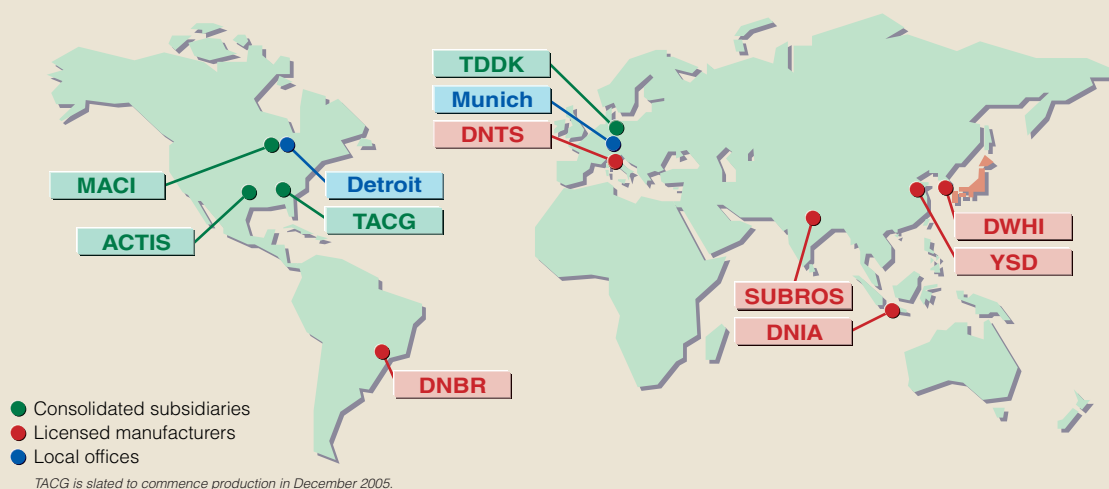 TDDK
Munich
DNTS
MACI
Detroit
TACG
ACTIS
DWHI
YSD
SUBROS
DNIA
DNBR
Consolidated subsidiaries
Licensed manufacturers
Local offices
TACG is slated to commence production in December 2005.